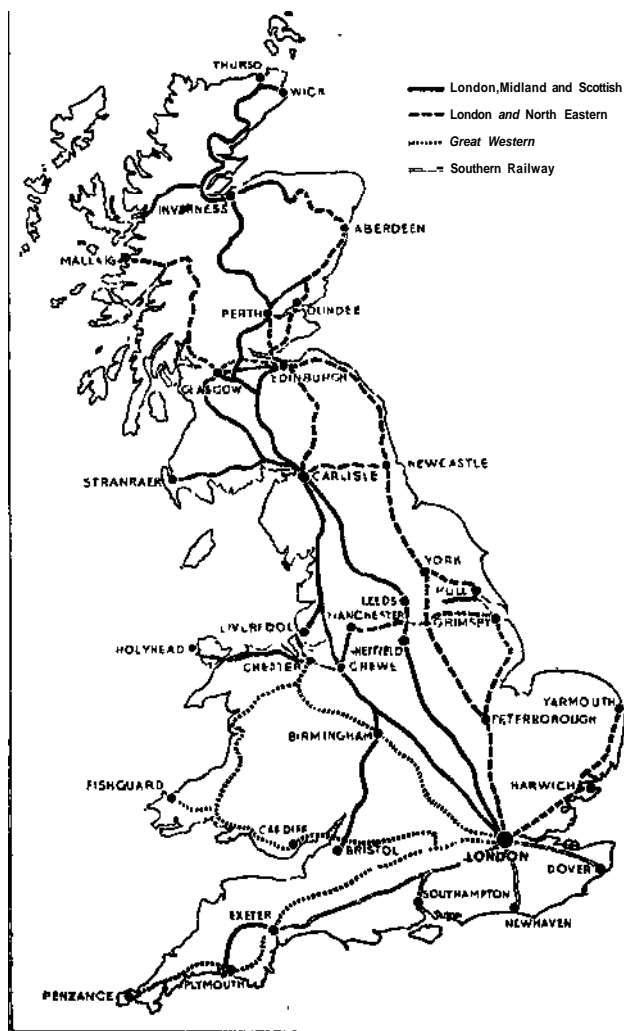 THURSO
WICK
London,Midland and Scottish
London and North Eastern
Great Western
Southern Railway
INVERNESS
ABERDEEN
MALLAIG
PERTH
DUNDEE
EDINBURGH
GLASGOW
STRANRAER
CARLISLE
NEWCASTLE
YORK
HULL
LEEDS
MANCHESTER
GRIMSBY
LIVERPOOL
HOLYHEAD
CHESTER
SHEFFIELD
CREWE
YARMOUTH
PETERBOROUGH
BIRMINGHAM
FISHGUARD
HARWICH
CARDIFF
BRISTOL
LONDON
DOVER
SOUTHAMPTON
EXETER
NEWHAVEN
PLYMOUTH
PENZANCE